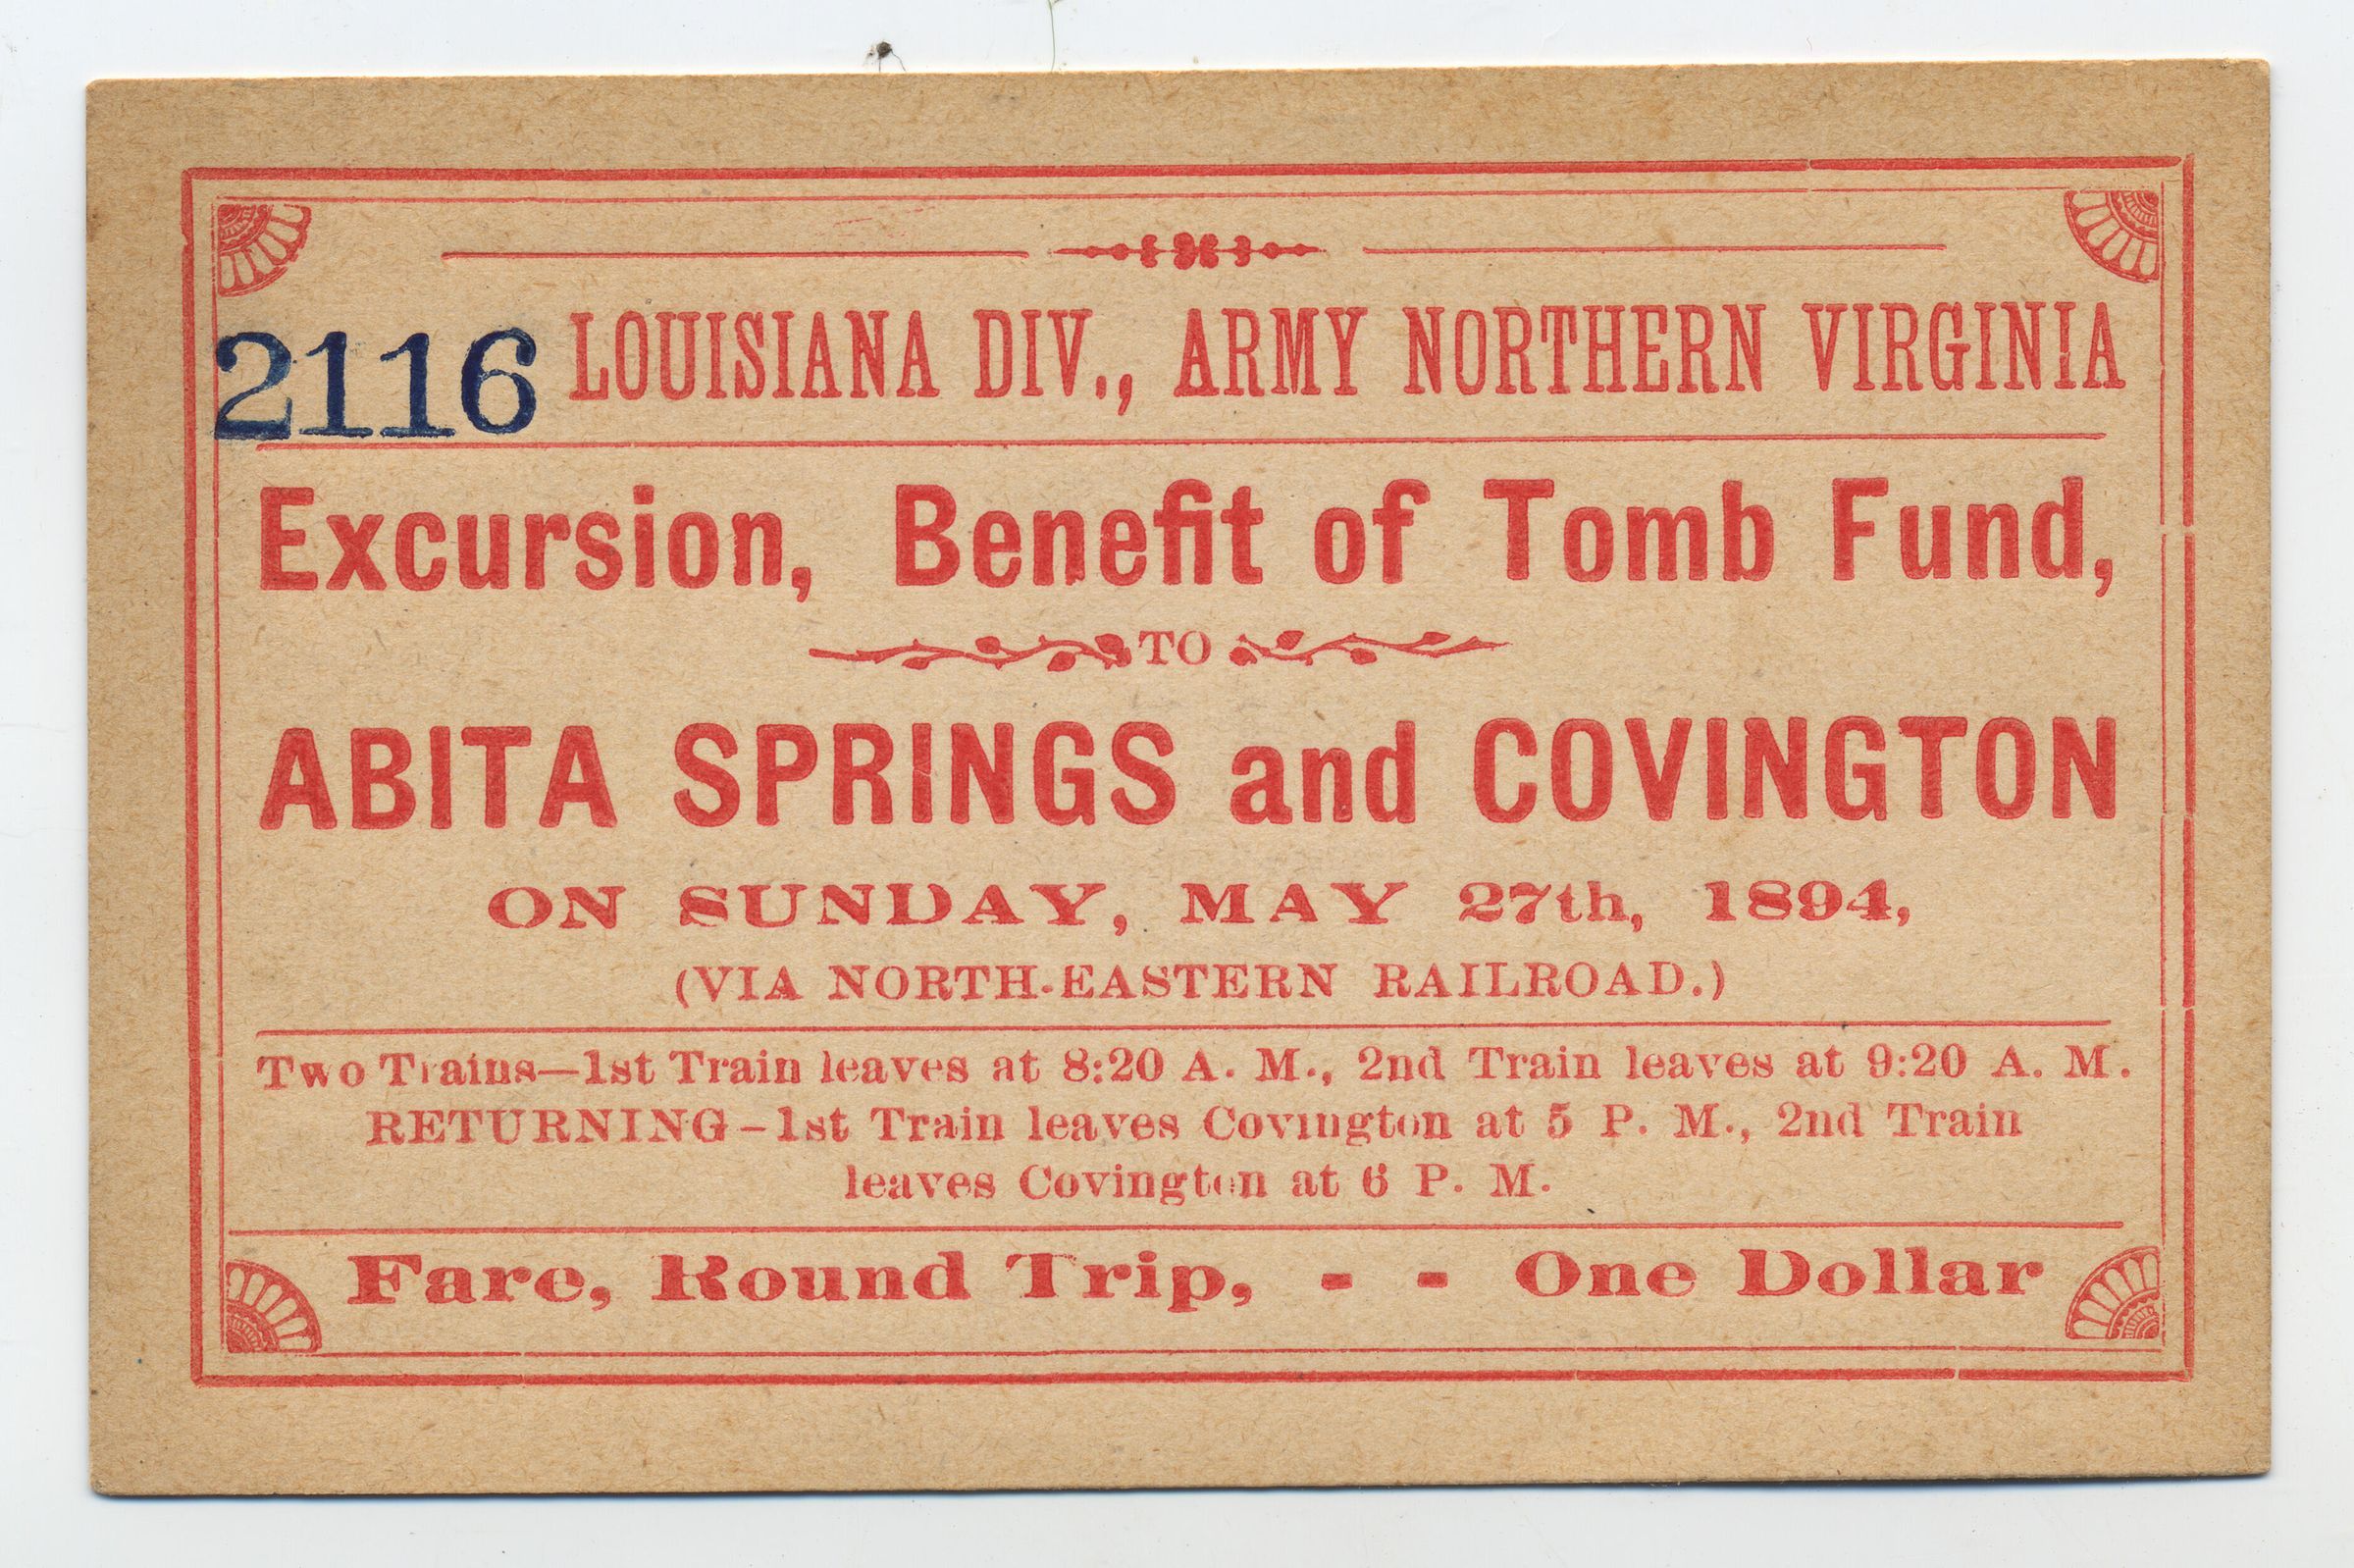 2116 LOUISIANA DIV., ARMY NORTHERN VIRGINIA
Excursion, Benefit of Tomb Fund,
TO
ABITA SPRINGS and COVINGTON
ON SUNDAY, MAY 27th, 1894,
(VIA NORTH-EASTERN RAILROAD.)
Two Trains—1st Train leaves at 8:20 A. M., 2nd Train leaves at 9:20 A. M.
RETURNING-1st Train leaves Covington at 5 P. M., 2nd Train
leaves Covington at 6 P. M.
Fare, Round Trip, - - One Dollar